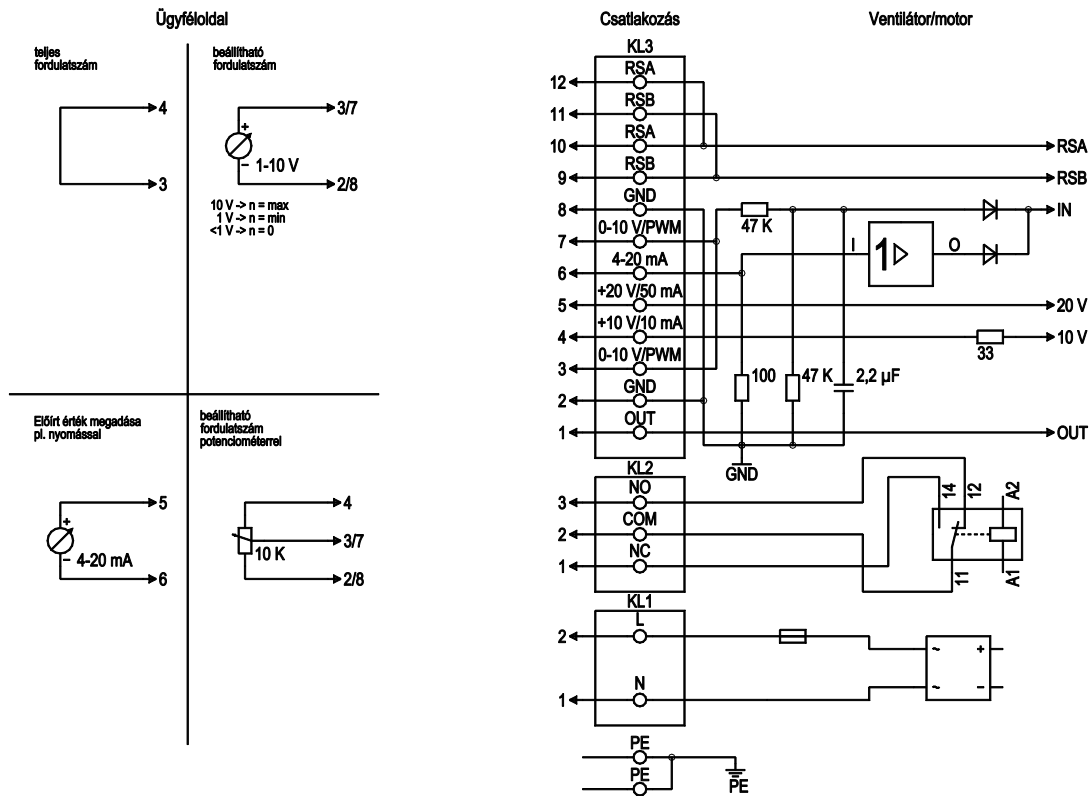 Ügyféloldal
teljes
fordulatszám
4
3
beállítható
fordulatszám
3/7
+
−
1-10 V
2/8
10 V -> n = max
1 V -> n = min
<1 V -> n = 0
Előírt érték megadása
pl. nyomással
5
+
−
4-20 mA
6
beállítható
fordulatszám
potenciométerrel
4
3/7
10 K
2/8
Csatlakozás
Ventilátor/motor
KL3
12
RSA
11
RSB
10
RSA
RSA
9
RSB
RSB
8
GND
IN
47 K
7
0-10 V/PWM
I
1
O
6
4-20 mA
5
+20 V/50 mA
20 V
4
+10 V/10 mA
10 V
33
3
0-10 V/PWM
100
47 K
2,2 µF
2
GND
1
OUT
OUT
GND
KL2
3
NO
2
COM
1
NC
14
12
A2
11
A1
KL1
2
L
1
N
~
+
~
−
PE
PE
PE